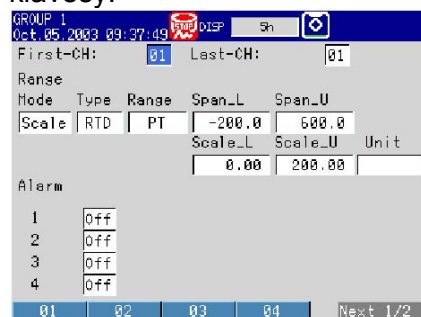 klávesy.
GROUP 1
Oct.05.2003 09:37:49 STOP DISP 5h
First-CH: 01 Last-CH: 01
Range
Mode Type Range Span_L Span_U
Scale RTD PT -200.0 600.0
Scale_L Scale_U Unit
0.00 200.00
Alarm
1 Off
2 Off
3 Off
4 Off
01 02 03 04 Next 1/2